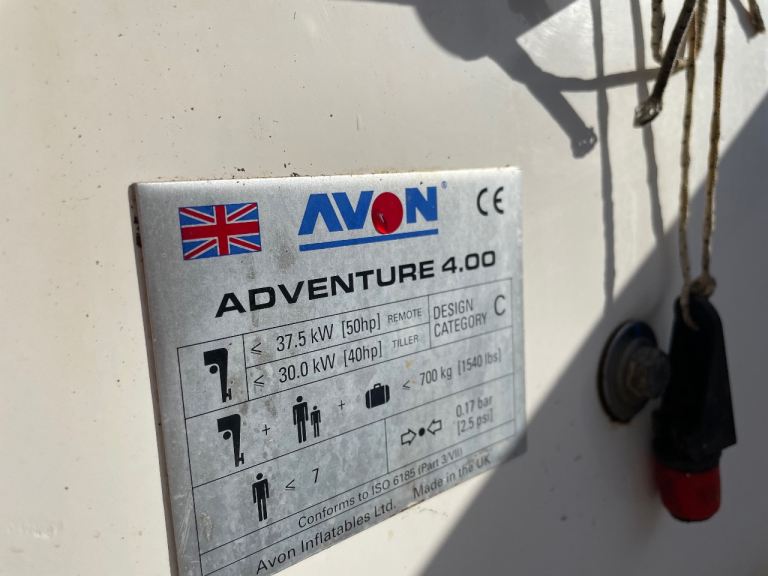 AVON®
CE
ADVENTURE 4.00
≤ 37.5 kW [50hp] REMOTE
≤ 30.0 kW [40hp] TILLER
DESIGN
CATEGORY C
+ + ≤ 700 kg [1540 lbs]
≤ 7
0.17 bar
[2.5 psi]
Conforms to ISO 6185 (Part 3/VII)
Avon Inflatables Ltd. Made in the UK